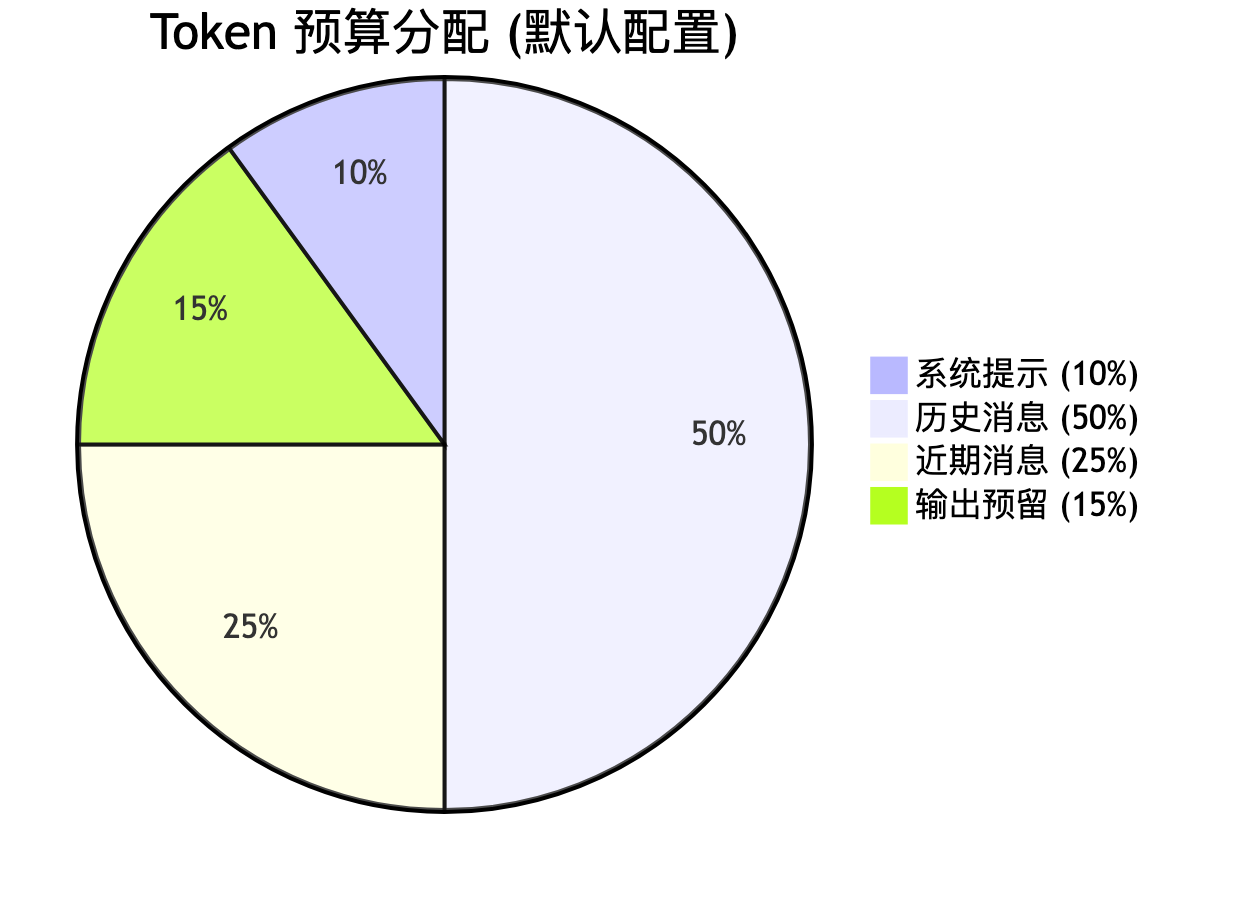 Token 预算分配 (默认配置)
10%
15%
50%
25%
系统提示 (10%)
历史消息 (50%)
近期消息 (25%)
输出预留 (15%)